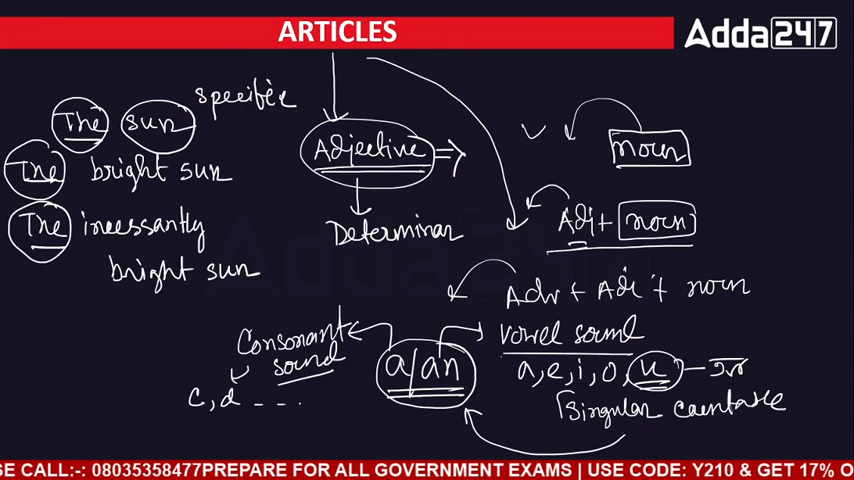 ARTICLES
Adda247
The sun specific
The bright sun
The incessantly
bright sun
Adjective
Determinar
noun
Adj + noun
Adv + Adj + noun
Consonant
sound
c, d - - -
a/an
vowel sound
a, e, i, o, u - अ
Singular countable
SE CALL:-: 08035358477PREPARE FOR ALL GOVERNMENT EXAMS | USE CODE: Y210 & GET 17% O